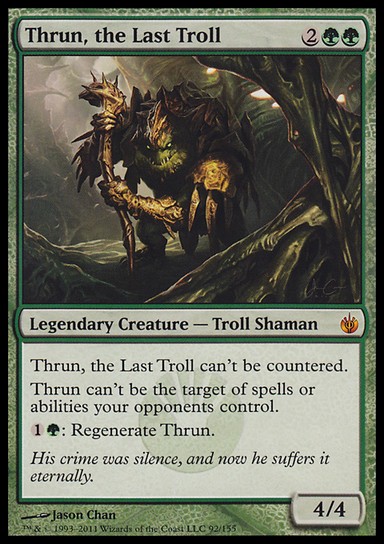 Thrun, the Last Troll 2
Legendary Creature — Troll Shaman
Thrun, the Last Troll can't be countered.
Thrun can't be the target of spells or
abilities your opponents control.
1 : Regenerate Thrun.
His crime was silence, and now he suffers it
eternally.
Jason Chan
4/4
™ & © 1993–2011 Wizards of the Coast LLC 92/155